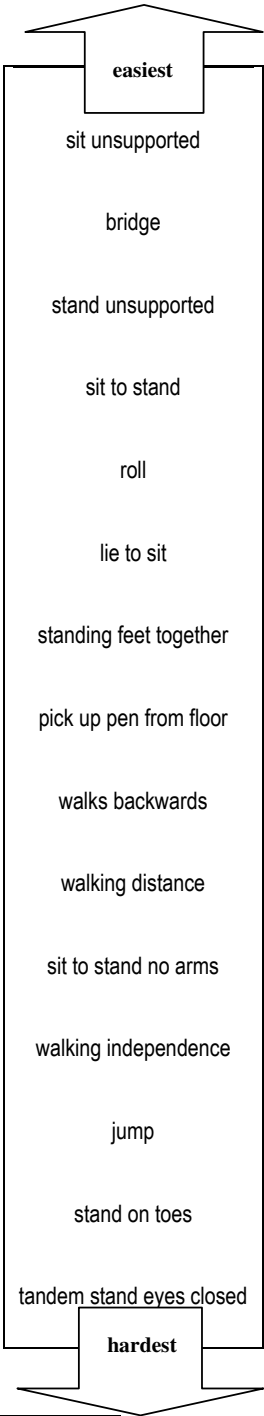 easiest
sit unsupported
bridge
stand unsupported
sit to stand
roll
lie to sit
standing feet together
pick up pen from floor
walks backwards
walking distance
sit to stand no arms
walking independence
jump
stand on toes
tandem stand eyes closed
hardest